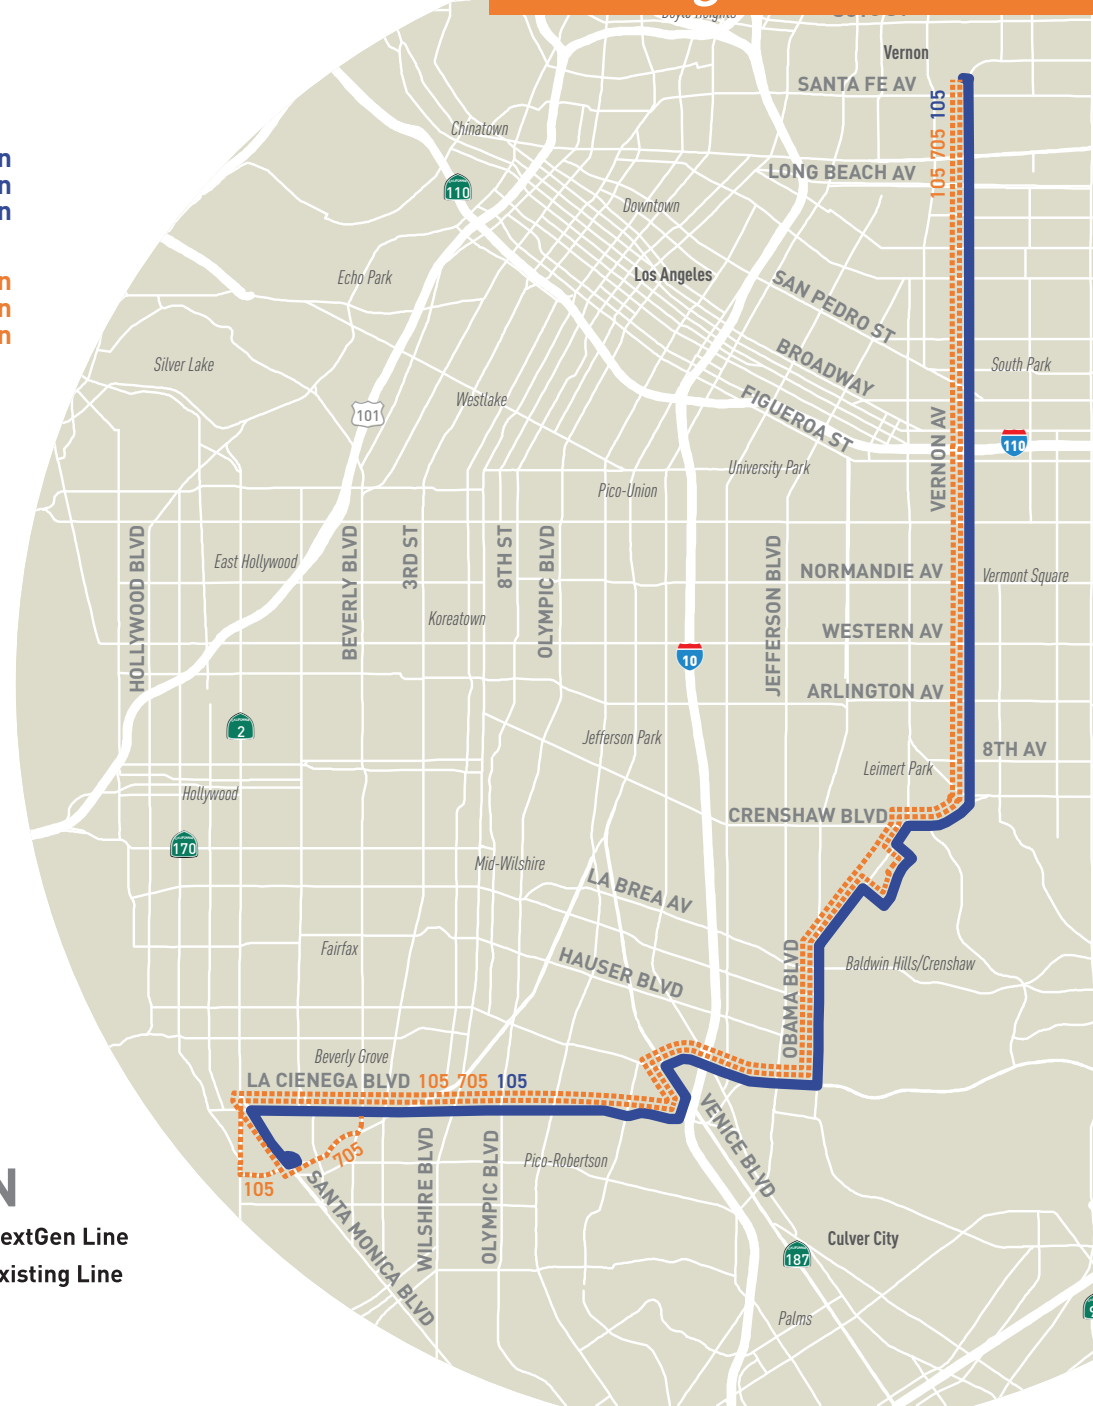 Vernon
SANTA FE AV
105
705
105
Chinatown
LONG BEACH AV
110
Downtown
Echo Park
Los Angeles
SAN PEDRO ST
BROADWAY
FIGUEROA ST
Silver Lake
South Park
Westlake
101
VERNON AV
110
University Park
Pico-Union
HOLLYWOOD BLVD
East Hollywood
BEVERLY BLVD
3RD ST
8TH ST
OLYMPIC BLVD
JEFFERSON BLVD
NORMANDIE AV
Vermont Square
Koreatown
WESTERN AV
10
ARLINGTON AV
CALIFORNIA
2
Jefferson Park
8TH AV
Leimert Park
Hollywood
CRENSHAW BLVD
170
Mid-Wilshire
LA BREA AV
Fairfax
HAUSER BLVD
OBAMA BLVD
Baldwin Hills/Crenshaw
Beverly Grove
LA CIENEGA BLVD 105 705 105
705
105
SANTA MONICA BLVD
WILSHIRE BLVD
OLYMPIC BLVD
Pico-Robertson
VENICE BLVD
Culver City
187
Palms
N
extGen Line
xisting Line
n
n
n
n
n
n